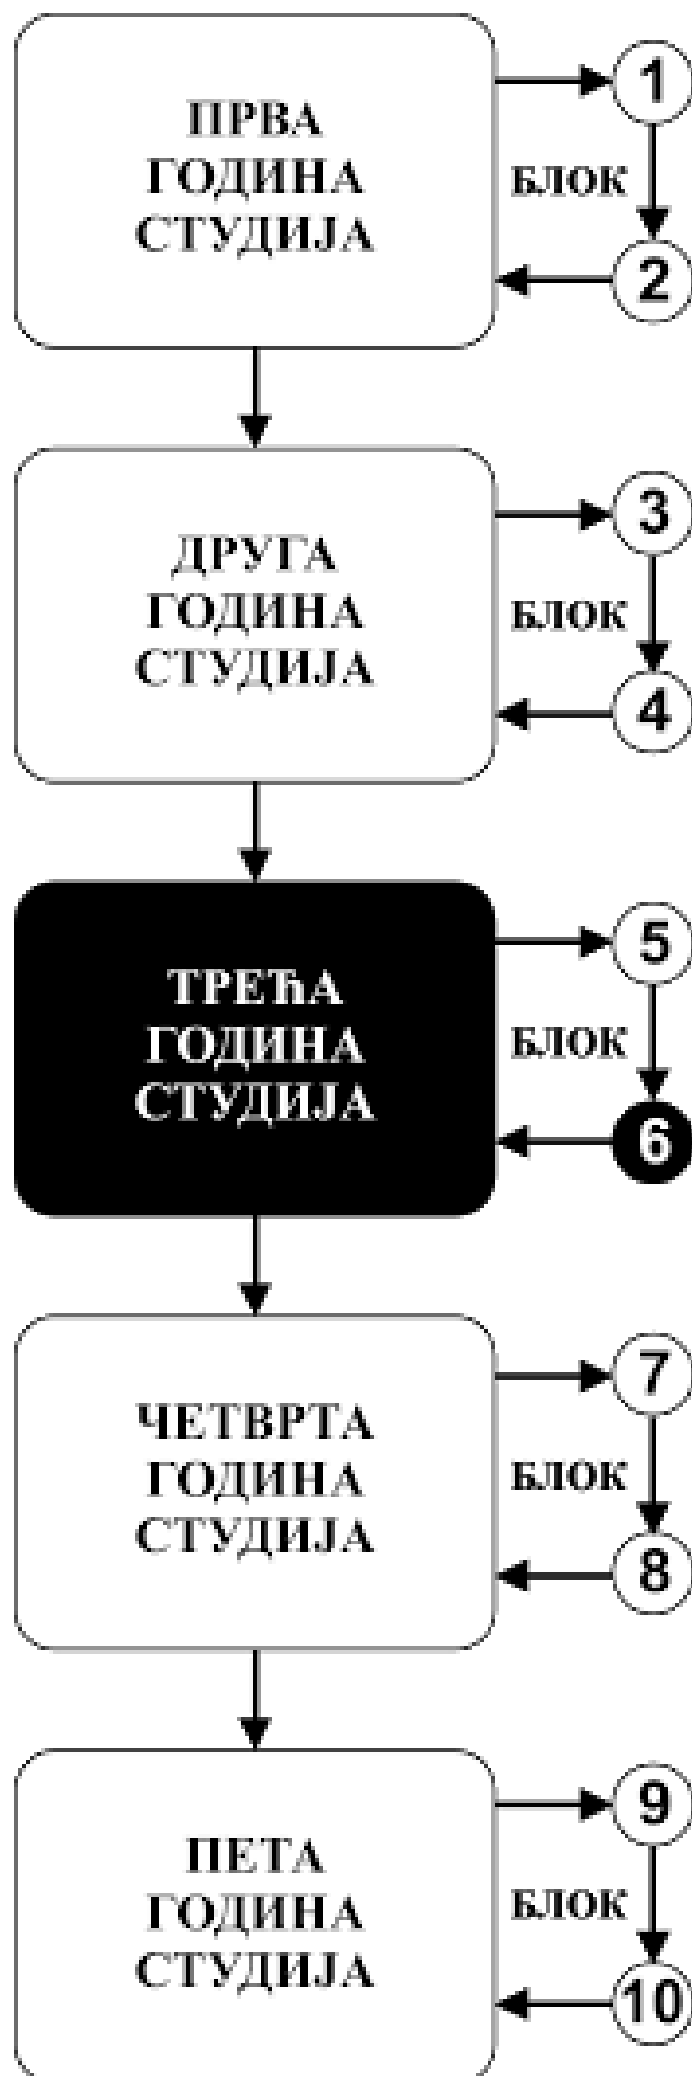 ПРВА
ГОДИНА
СТУДИЈА
1
БЛОК
2
ДРУГА
ГОДИНА
СТУДИЈА
3
БЛОК
4
ТРЕЋА
ГОДИНА
СТУДИЈА
5
БЛОК
6
ЧЕТВРТА
ГОДИНА
СТУДИЈА
7
БЛОК
8
ПЕТА
ГОДИНА
СТУДИЈА
9
БЛОК
10